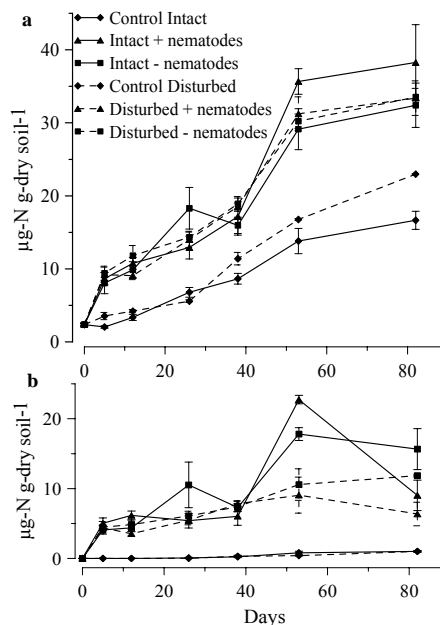 a
Control Intact
Intact + nematodes
Intact - nematodes
Control Disturbed
Disturbed + nematodes
Disturbed - nematodes
40
30
20
10
0
µg-N g-dry soil-1
0 20 40 60 80
b
20
15
10
5
0
µg-N g-dry soil-1
0 20 40 60 80
Days